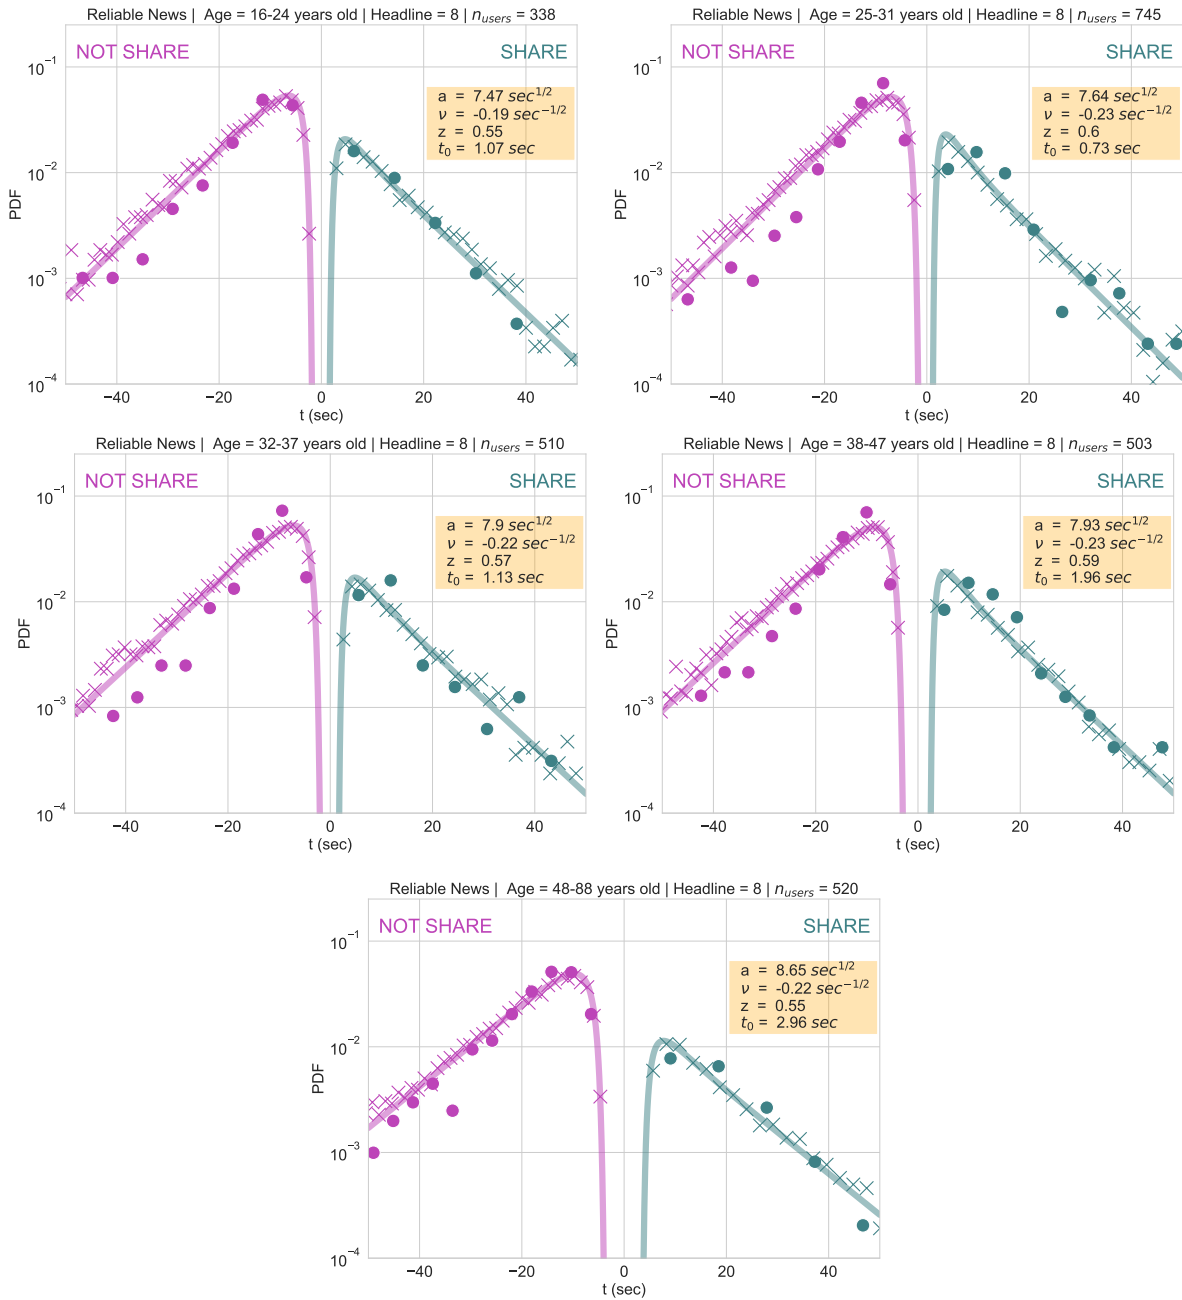 Reliable News | Age = 16-24 years old | Headline = 8 | n_users = 338
NOT SHARE
SHARE
a = 7.47 sec^1/2
ν = -0.19 sec^-1/2
z = 0.55
t_0 = 1.07 sec
PDF
10^-1
10^-2
10^-3
10^-4
−40
−20
0
20
40
t (sec)
Reliable News | Age = 25-31 years old | Headline = 8 | n_users = 745
NOT SHARE
SHARE
a = 7.64 sec^1/2
ν = -0.23 sec^-1/2
z = 0.6
t_0 = 0.73 sec
PDF
10^-1
10^-2
10^-3
10^-4
−40
−20
0
20
40
t (sec)
Reliable News | Age = 32-37 years old | Headline = 8 | n_users = 510
NOT SHARE
SHARE
a = 7.9 sec^1/2
ν = -0.22 sec^-1/2
z = 0.57
t_0 = 1.13 sec
PDF
10^-1
10^-2
10^-3
10^-4
−40
−20
0
20
40
t (sec)
Reliable News | Age = 38-47 years old | Headline = 8 | n_users = 503
NOT SHARE
SHARE
a = 7.93 sec^1/2
ν = -0.23 sec^-1/2
z = 0.59
t_0 = 1.96 sec
PDF
10^-1
10^-2
10^-3
10^-4
−40
−20
0
20
40
t (sec)
Reliable News | Age = 48-88 years old | Headline = 8 | n_users = 520
NOT SHARE
SHARE
a = 8.65 sec^1/2
ν = -0.22 sec^-1/2
z = 0.55
t_0 = 2.96 sec
PDF
10^-1
10^-2
10^-3
10^-4
−40
−20
0
20
40
t (sec)